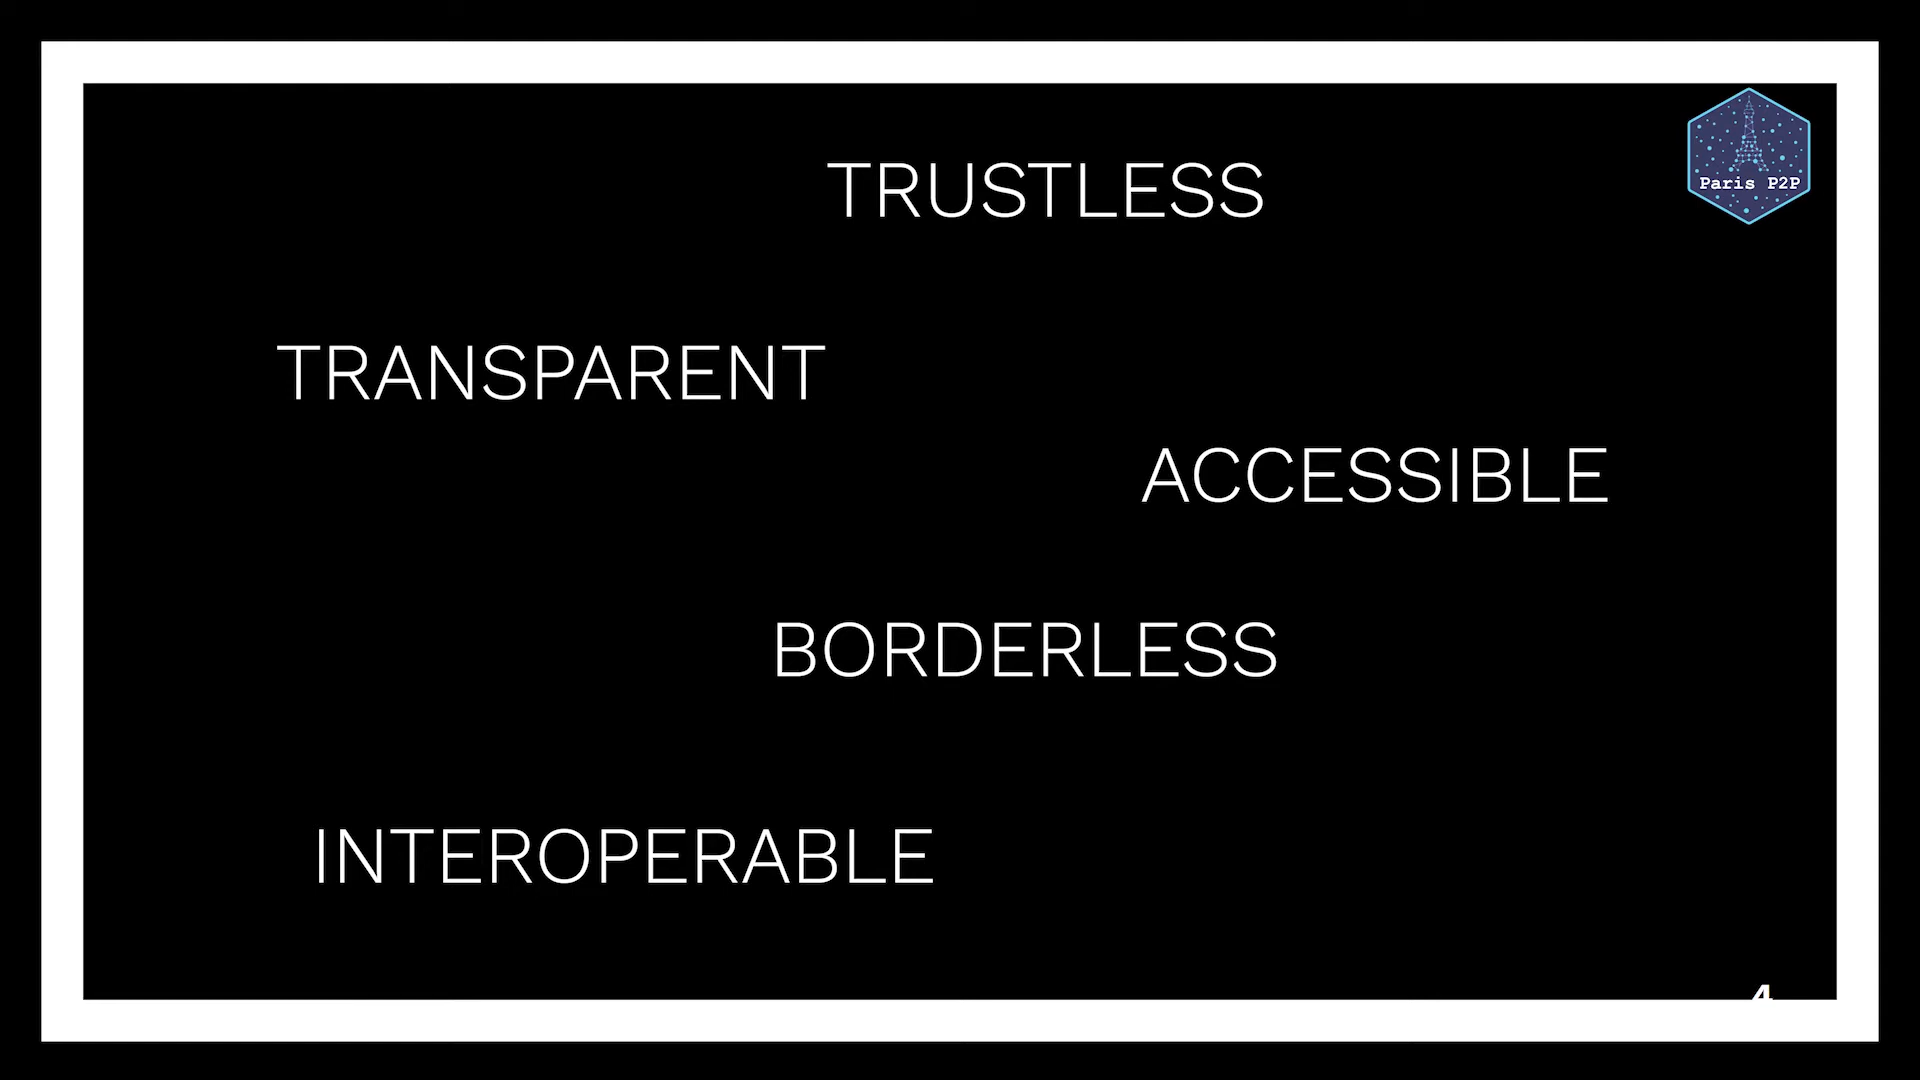 TRUSTLESS
Paris P2P
TRANSPARENT
ACCESSIBLE
BORDERLESS
INTEROPERABLE
4